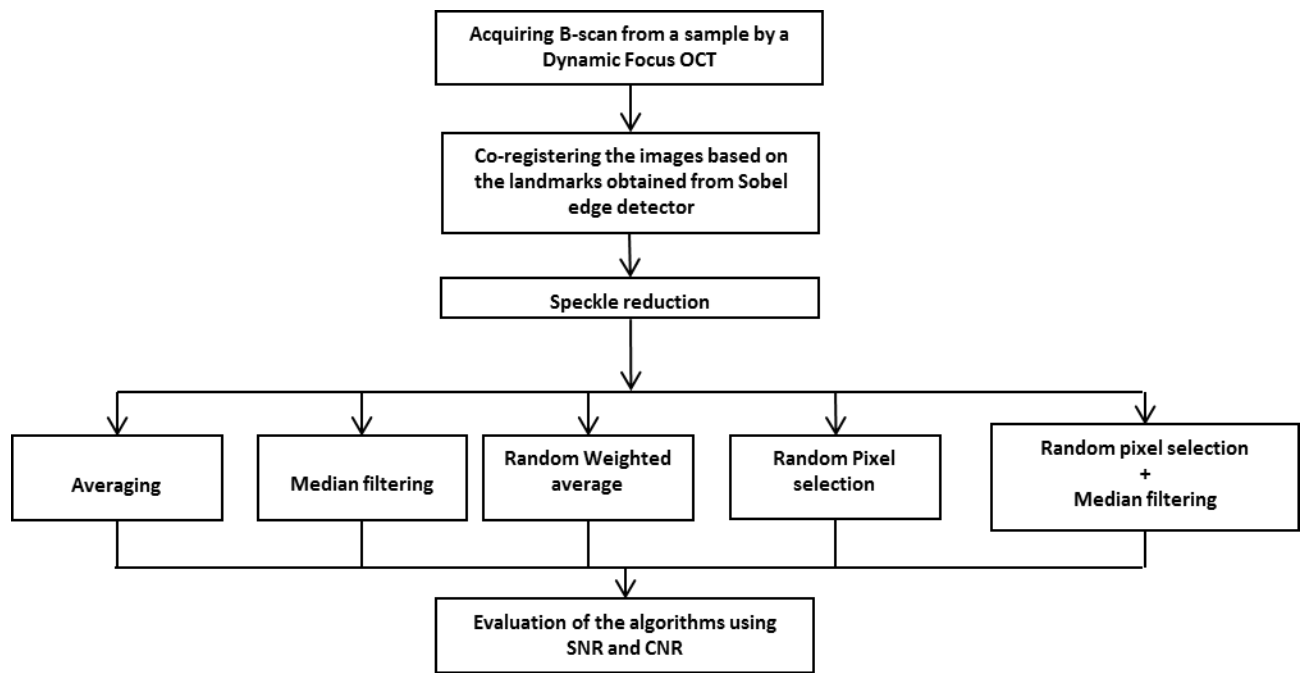 Acquiring B-scan from a sample by a
Dynamic Focus OCT
Co-registering the images based on
the landmarks obtained from Sobel
edge detector
Speckle reduction
Averaging
Median filtering
Random Weighted
average
Random Pixel
selection
Random pixel selection
+
Median filtering
Evaluation of the algorithms using
SNR and CNR